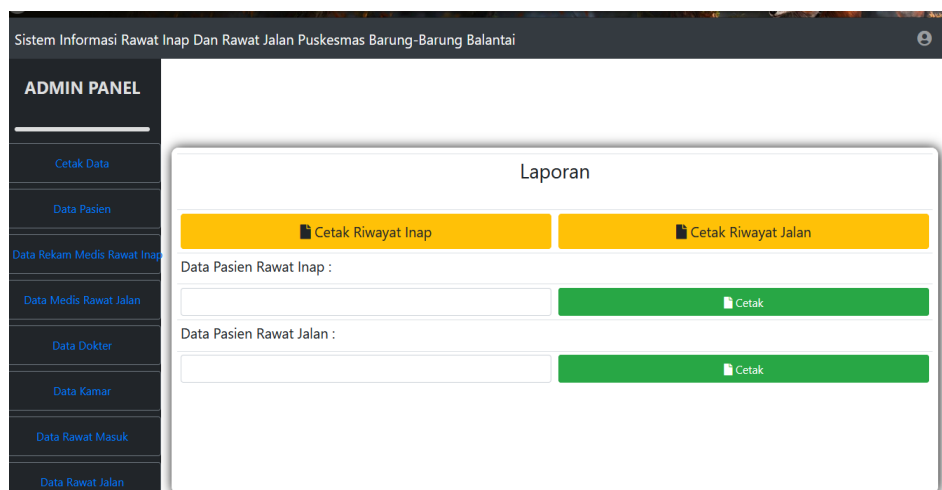 Sistem Informasi Rawat Inap Dan Rawat Jalan Puskesmas Barung-Barung Balantai
ADMIN PANEL
Cetak Data
Data Pasien
Data Rekam Medis Rawat Inap
Data Medis Rawat Jalan
Data Dokter
Data Kamar
Data Rawat Masuk
Data Rawat Jalan
Laporan
Cetak Riwayat Inap
Cetak Riwayat Jalan
Data Pasien Rawat Inap :
Cetak
Data Pasien Rawat Jalan :
Cetak